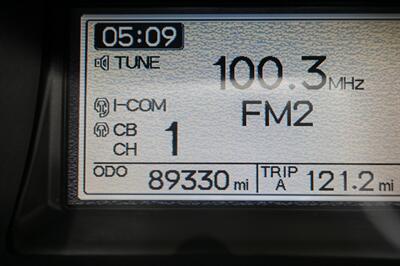 05:09
TUNE 100.3 MHz
I-COM FM2
CB
CH 1
ODO 89330 mi TRIP A 121.2 mi